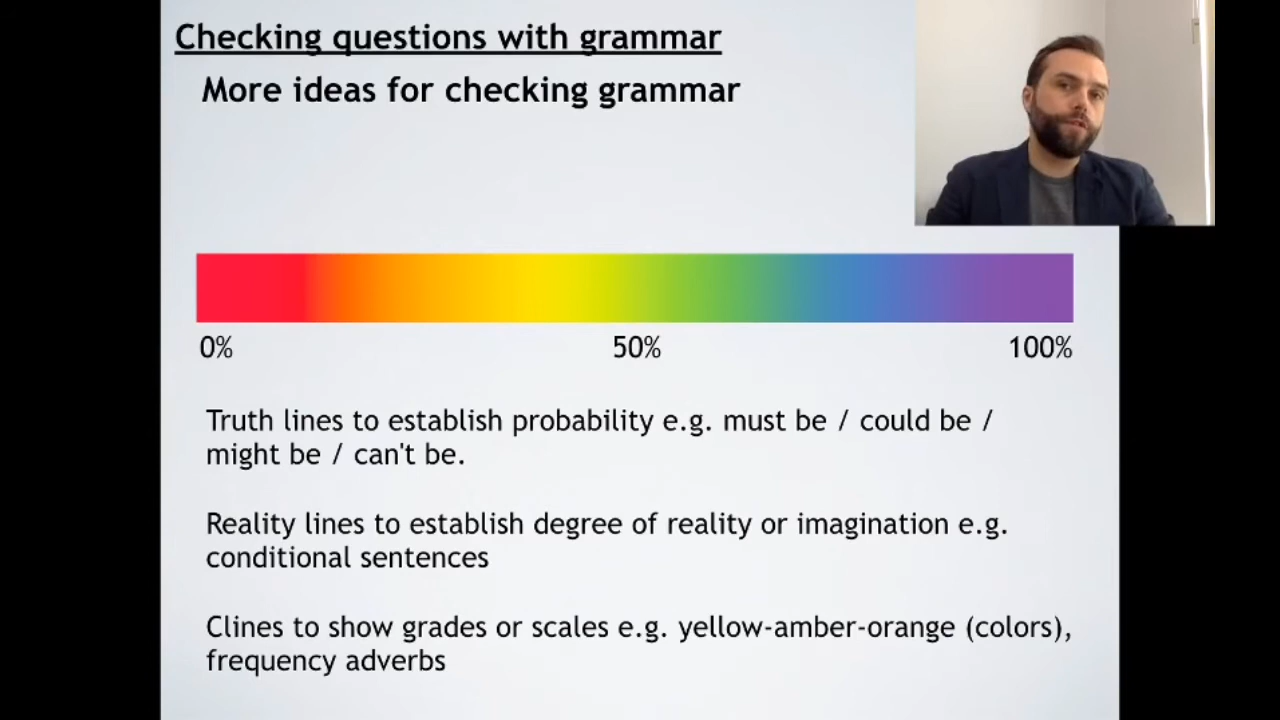 Checking questions with grammar
More ideas for checking grammar
0% 50% 100%
Truth lines to establish probability e.g. must be / could be /
might be / can't be.
Reality lines to establish degree of reality or imagination e.g.
conditional sentences
Clines to show grades or scales e.g. yellow-amber-orange (colors),
frequency adverbs